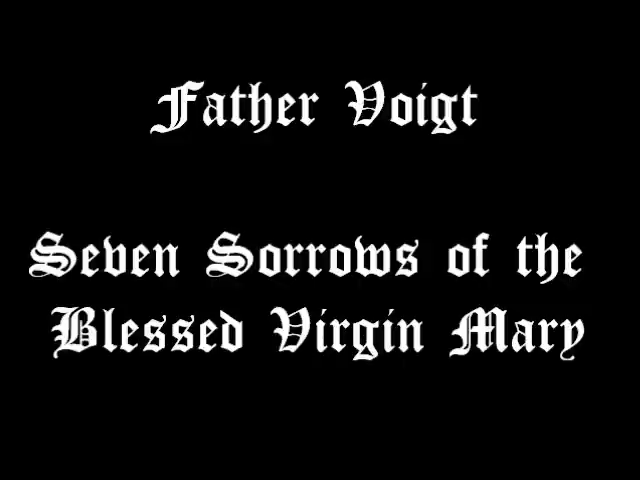 Father Voigt
Seven Sorrows of the
Blessed Virgin Mary